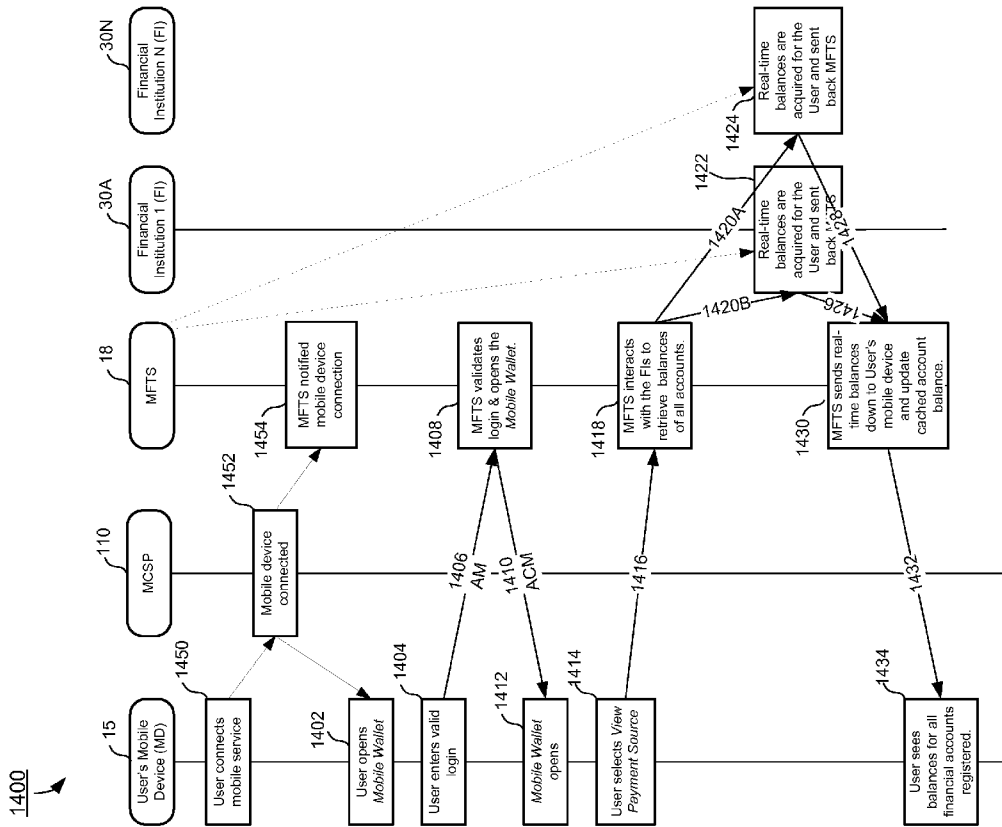 1400
15
User's Mobile
Device (MD)
110
MCSP
18
MFTS
30A
Financial
Institution 1 (FI)
30N
Financial
Institution N (FI)
1450
User connects
mobile service
1452
Mobile device
connected
1454
MFTS notified
mobile device
connection
1402
User opens
Mobile Wallet
1404
User enters valid
login
1406
AM
1408
MFTS validates
login & opens the
Mobile Wallet.
1410
ACM
1412
Mobile Wallet
opens
1414
User selects View
Payment Source
1416
1418
MFTS interacts
with the FIs to
retrieve balances
of all accounts.
1420A
1420B
1422
Real-time
balances are
acquired for the
User and sent
back MFTS
1424
Real-time
balances are
acquired for the
User and sent
back MFTS
1426
1428
1430
MFTS sends real-
time balances
down to User's
mobile device
and update
cached account
balance.
1432
1434
User sees
balances for all
financial accounts
registered.